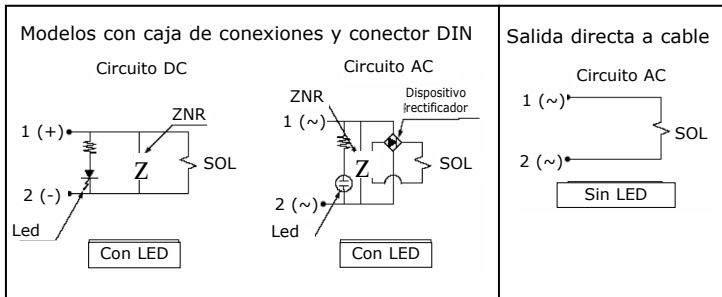 Modelos con caja de conexiones y conector DIN
Circuito DC
ZNR
1 (+)
Z
SOL
2 (-)
Led
Con LED
Circuito AC
ZNR
Dispositivo
rectificador
1 (~)
Z
SOL
2 (~)
Led
Con LED
Salida directa a cable
Circuito AC
1 (~)
SOL
2 (~)
Sin LED